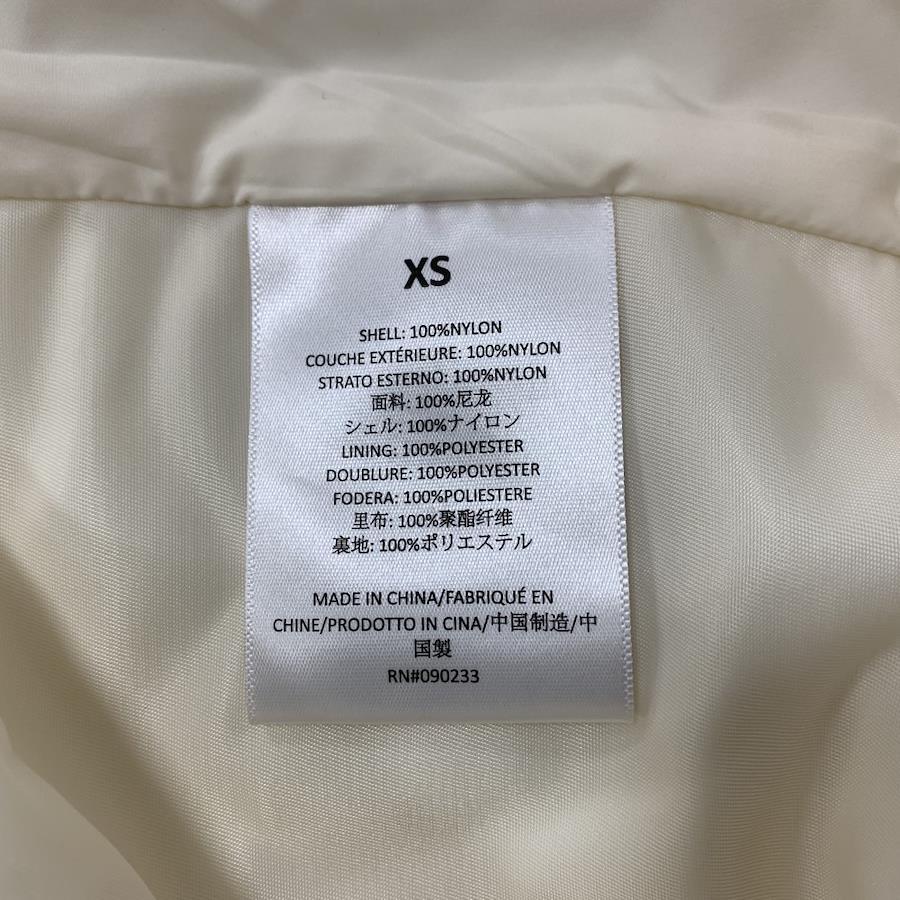 XS
SHELL: 100%NYLON
COUCHE EXTÉRIEURE: 100%NYLON
STRATO ESTERNO: 100%NYLON
面料: 100%尼龙
シェル: 100%ナイロン
LINING: 100%POLYESTER
DOUBLURE: 100%POLYESTER
FODERA: 100%POLIESTERE
里布: 100%聚酯纤维
裏地: 100%ポリエステル
MADE IN CHINA/FABRIQUÉ EN
CHINE/PRODOTTO IN CINA/中国制造/中
国製
RN#090233